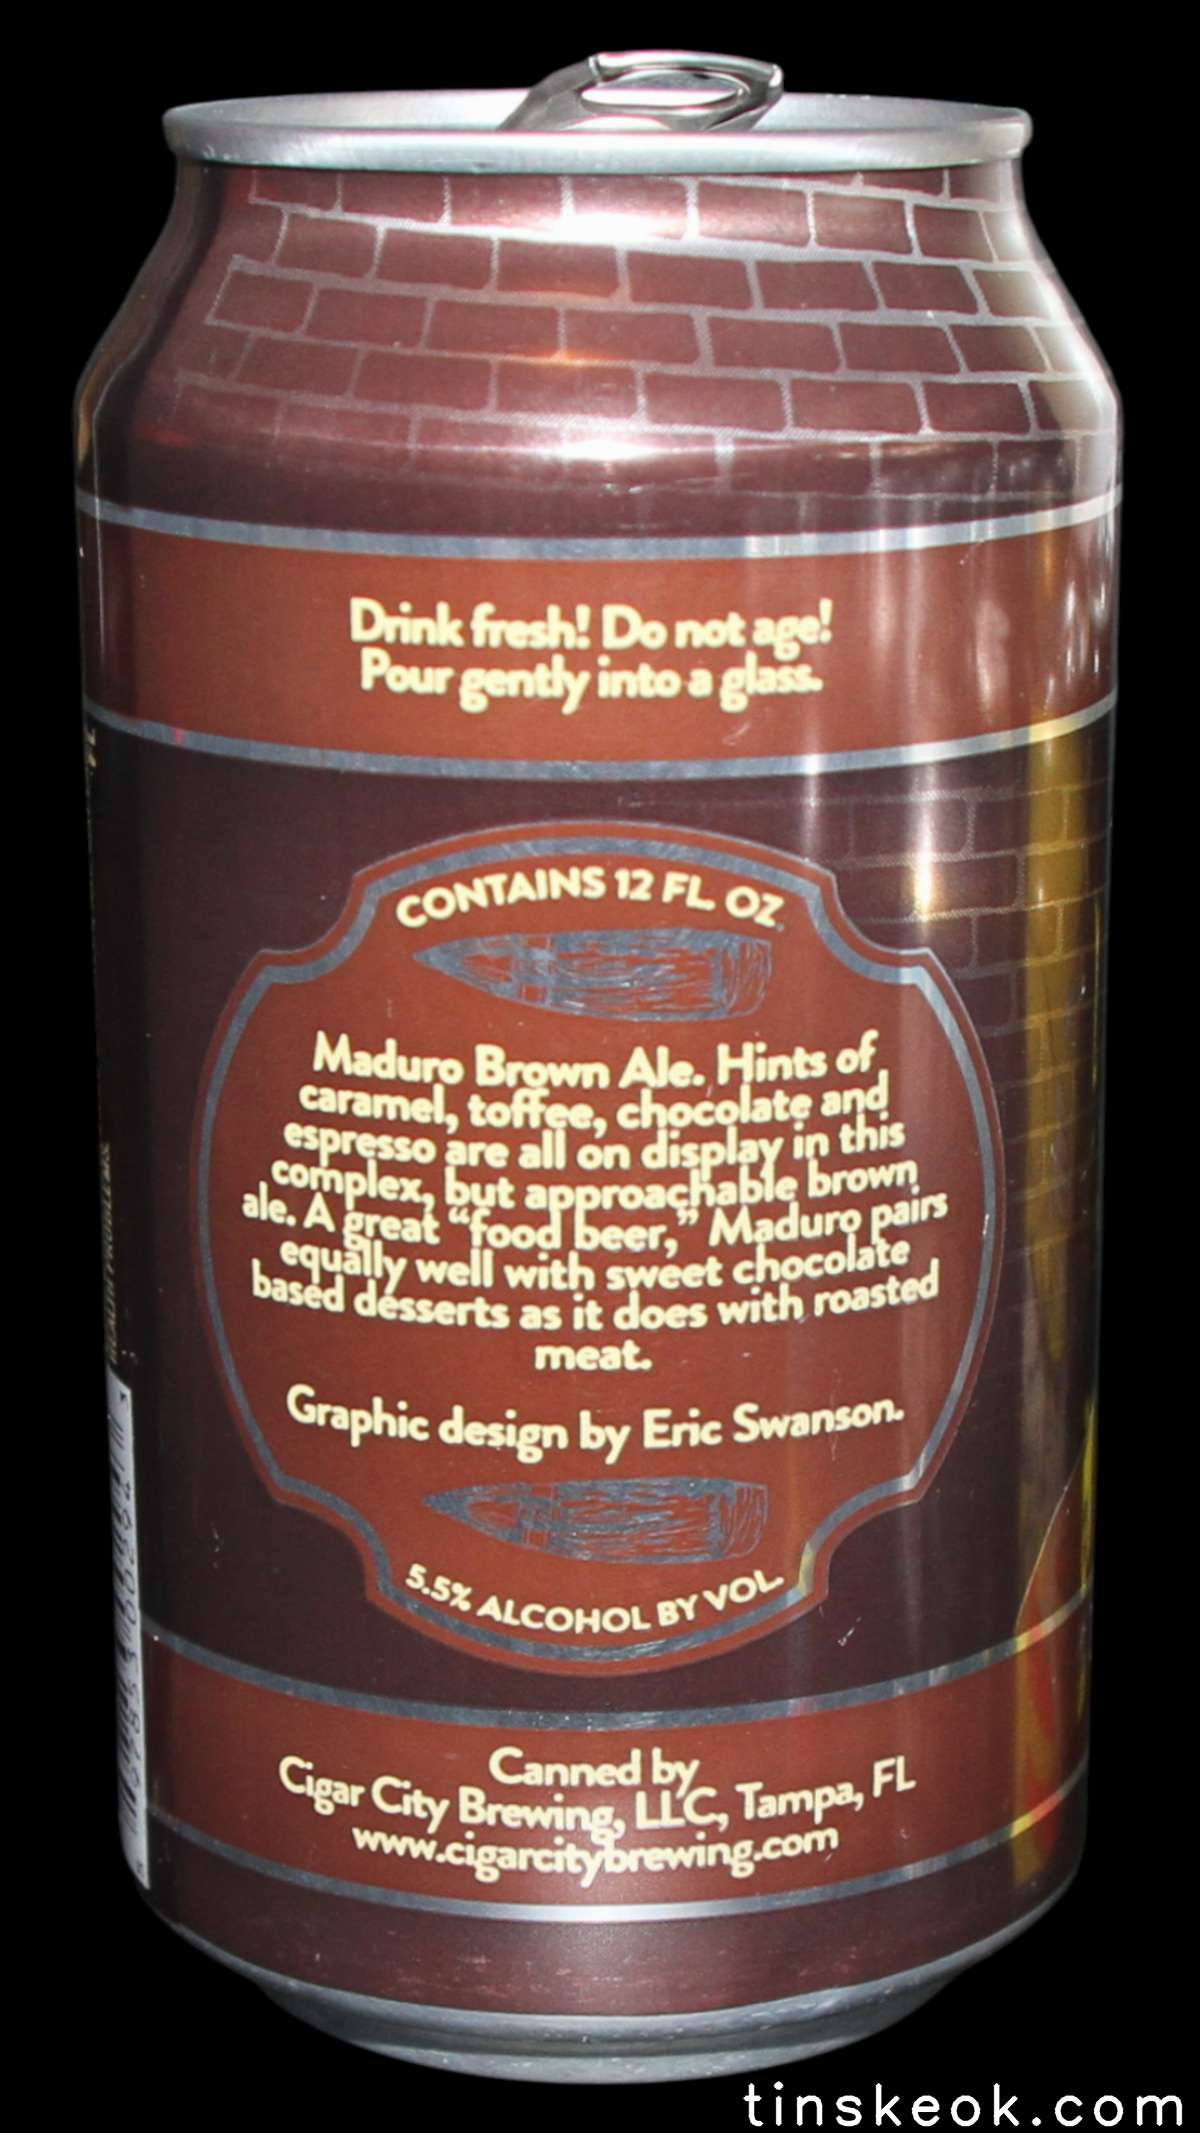 Drink fresh! Do not age!
Pour gently into a glass.
CONTAINS 12 FL. OZ.
Maduro Brown Ale. Hints of
caramel, toffee, chocolate and
espresso are all on display in this
complex, but approachable brown
ale. A great “food beer,” Maduro pairs
equally well with sweet chocolate
based desserts as it does with roasted
meat.
Graphic design by Eric Swanson.
5.5% ALCOHOL BY VOL.
Canned by
Cigar City Brewing, LLC, Tampa, FL
www.cigarcitybrewing.com
tinskeok.com